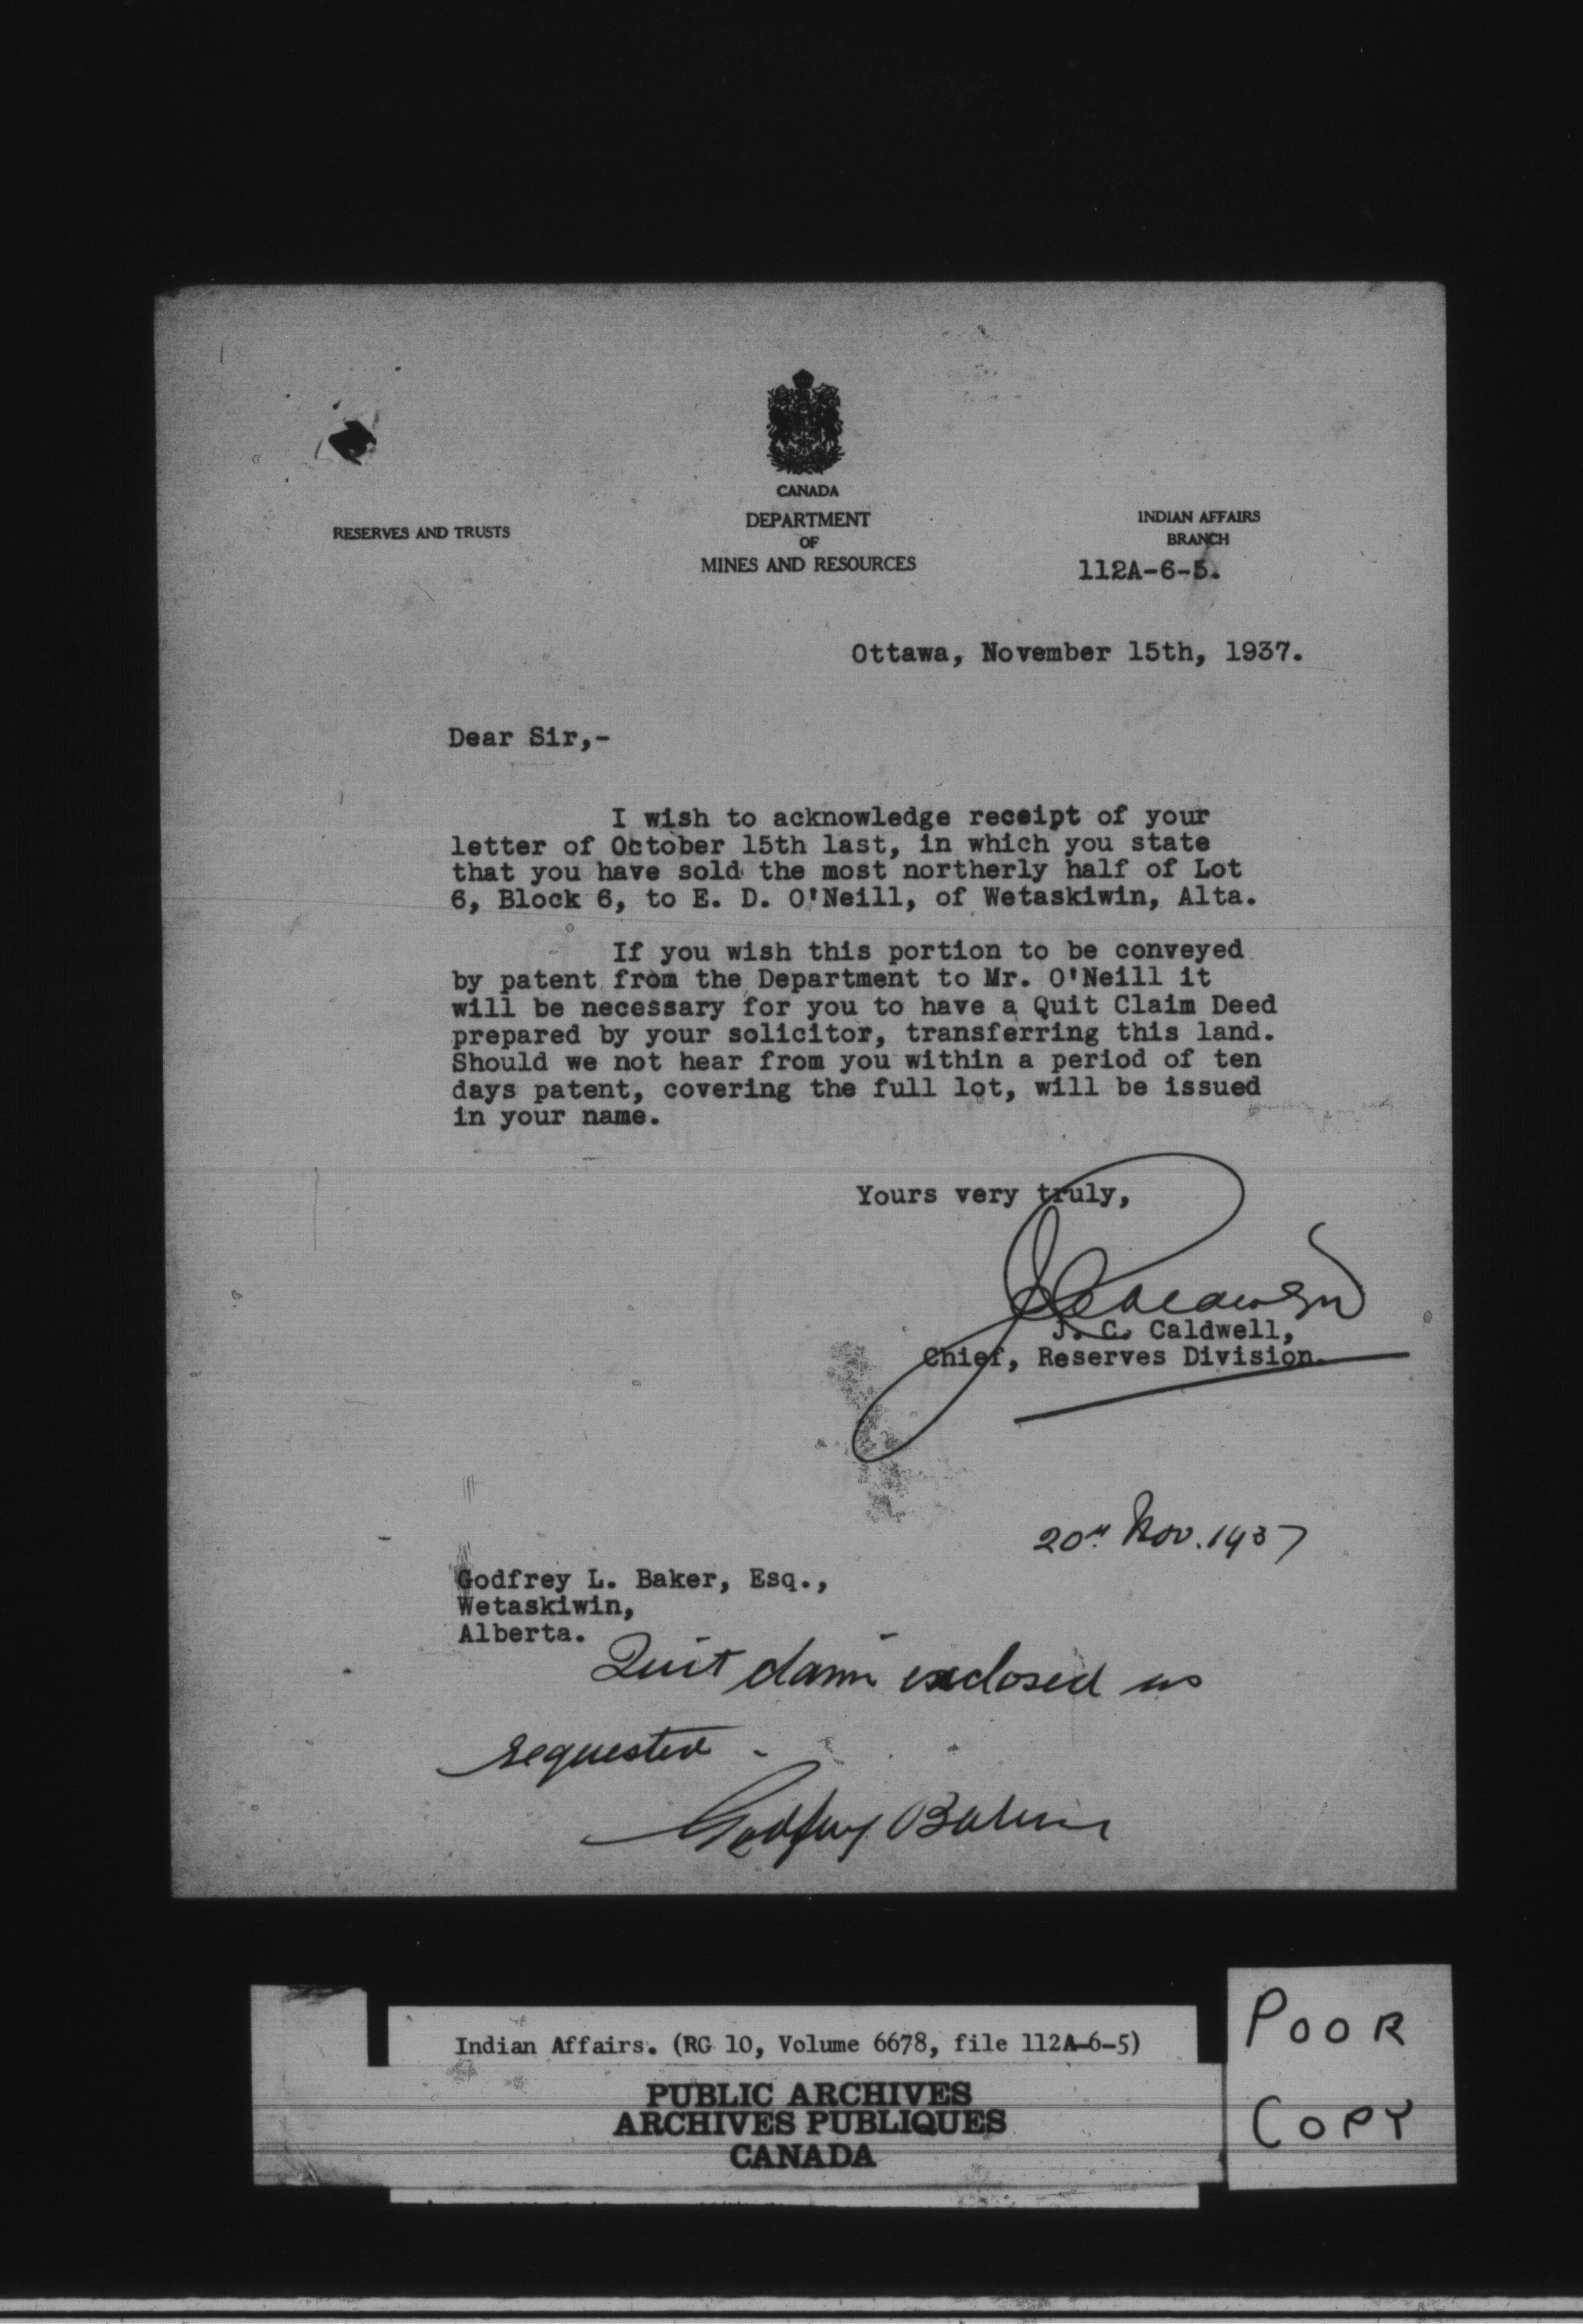 CANADA
RESERVES AND TRUSTS
DEPARTMENT
OF
MINES AND RESOURCES
INDIAN AFFAIRS
BRANCH
112A-6-5.
Ottawa, November 15th, 1937.
Dear Sir,-
I wish to acknowledge receipt of your
letter of October 15th last, in which you state
that you have sold the most northerly half of Lot
6, Block 6, to E. D. O'Neill, of Wetaskiwin, Alta.
If you wish this portion to be conveyed
by patent from the Department to Mr. O'Neill it
will be necessary for you to have a Quit Claim Deed
prepared by your solicitor, transferring this land.
Should we not hear from you within a period of ten
days patent, covering the full lot, will be issued
in your name.
Yours very truly,
J. C. Caldwell,
Chief, Reserves Division.
20th Nov. 1937
Godfrey L. Baker, Esq.,
Wetaskiwin,
Alberta.
Quit claim enclosed as
requested.
Godfrey Baker
Indian Affairs. (RG 10, Volume 6678, file 112A-6-5)
PUBLIC ARCHIVES
ARCHIVES PUBLIQUES
CANADA
POOR
COPY